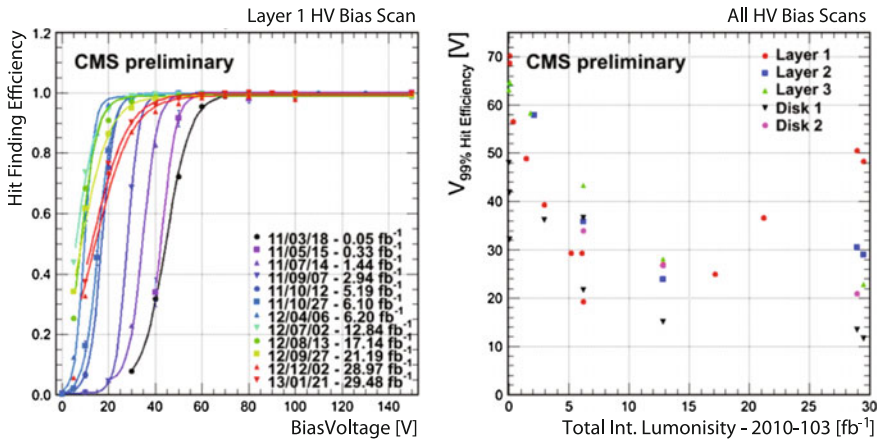 Layer 1 HV Bias Scan
Hit Finding Efficiency
1.2
1.0
0.8
0.6
0.4
0.2
0.0
CMS preliminary
11/03/18 - 0.05 fb⁻¹
11/05/15 - 0.33 fb⁻¹
11/07/14 - 1.44 fb⁻¹
11/09/07 - 2.94 fb⁻¹
11/10/12 - 5.19 fb⁻¹
11/10/27 - 6.10 fb⁻¹
12/04/06 - 6.20 fb⁻¹
12/07/02 - 12.84 fb⁻¹
12/08/13 - 17.14 fb⁻¹
12/09/27 - 21.19 fb⁻¹
12/12/02 - 28.97 fb⁻¹
13/01/21 - 29.48 fb⁻¹
0 20 40 60 80 100 120 140
BiasVoltage [V]
All HV Bias Scans
V99% Hit Efficiency [V]
70
60
50
40
30
20
10
0
CMS preliminary
Layer 1
Layer 2
Layer 3
Disk 1
Disk 2
0 5 10 15 20 25 30
Total Int. Lumonisity - 2010-103 [fb⁻¹]